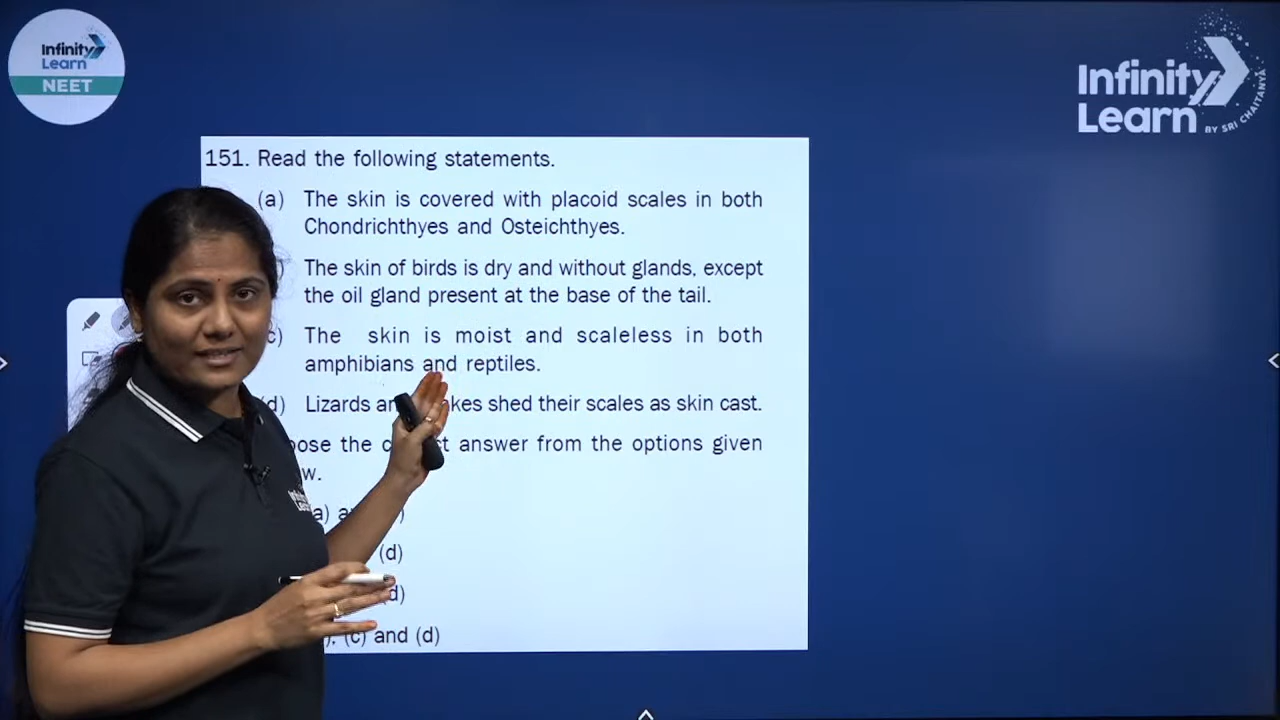 Infinity
Learn
NEET
Infinity
Learn
BY SRI CHAITANYA
151. Read the following statements.
(a) The skin is covered with placoid scales in both
Chondrichthyes and Osteichthyes.
The skin of birds is dry and without glands, except
the oil gland present at the base of the tail.
c) The skin is moist and scaleless in both
amphibians and reptiles.
(d) Lizards an kes shed their scales as skin cast.
ose the c t answer from the options given
w.
a) a )
(d)
d)
), (c) and (d)
Infinity
Learn